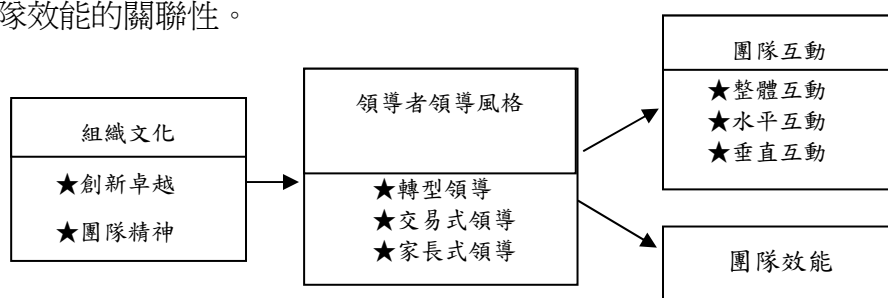 隊效能的關聯性。
組織文化
★創新卓越
★團隊精神
領導者領導風格
★轉型領導
★交易式領導
★家長式領導
團隊互動
★整體互動
★水平互動
★垂直互動
團隊效能